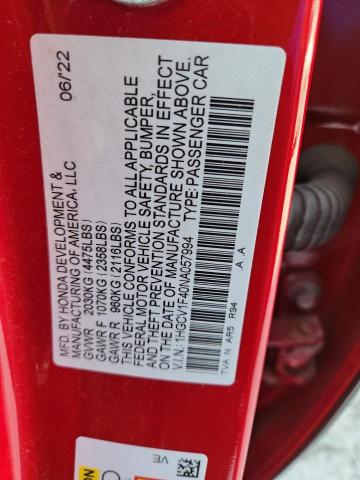 MFD BY HONDA DEVELOPMENT & 06/22
MANUFACTURING OF AMERICA, LLC
GVWR 2030KG (4475LBS)
GAWR F 1070KG (2358LBS)
GAWR R 960KG (2116LBS)
THIS VEHICLE CONFORMS TO ALL APPLICABLE
FEDERAL MOTOR VEHICLE SAFETY, BUMPER,
AND THEFT PREVENTION STANDARDS IN EFFECT
ON THE DATE OF MANUFACTURE SHOWN ABOVE.
V.I.N.: 1HGCV1F40NA057994
TYPE: PASSENGER CAR
A A
TVA N AR5 R94
VE